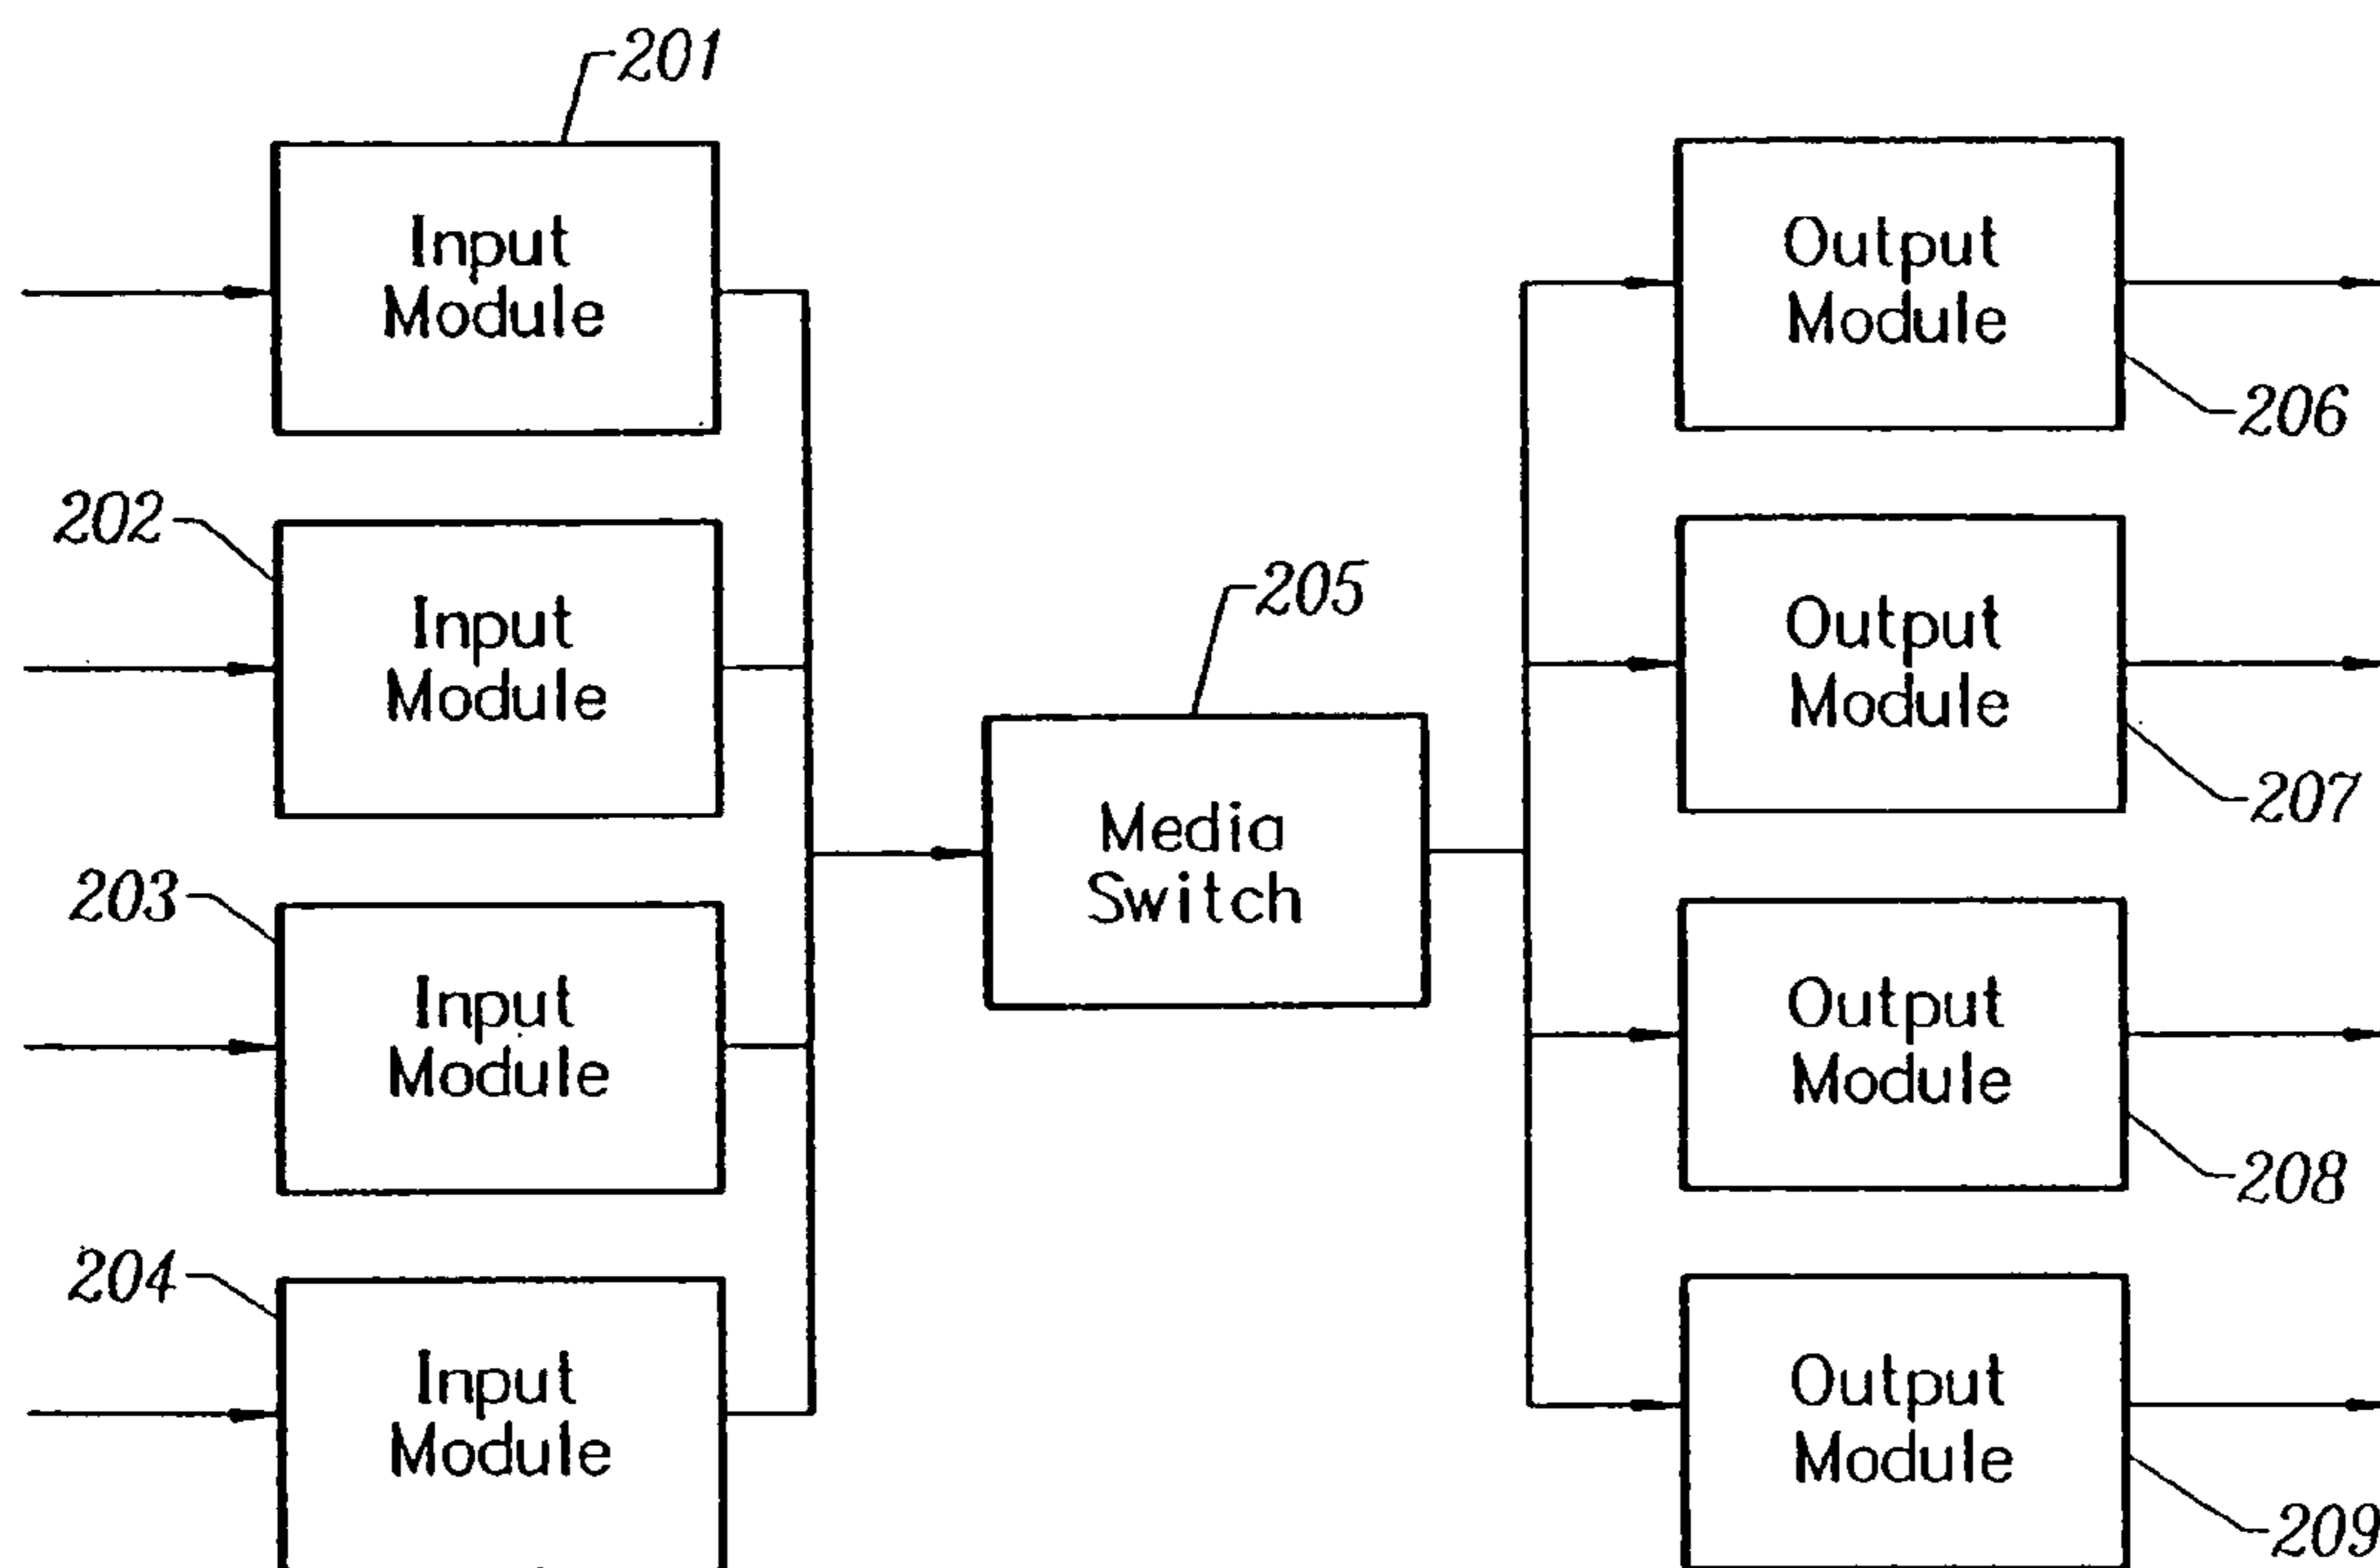 201
Input
Module
202
Input
Module
203
Input
Module
204
Input
Module
205
Media
Switch
Output
Module
206
Output
Module
207
Output
Module
208
Output
Module
209